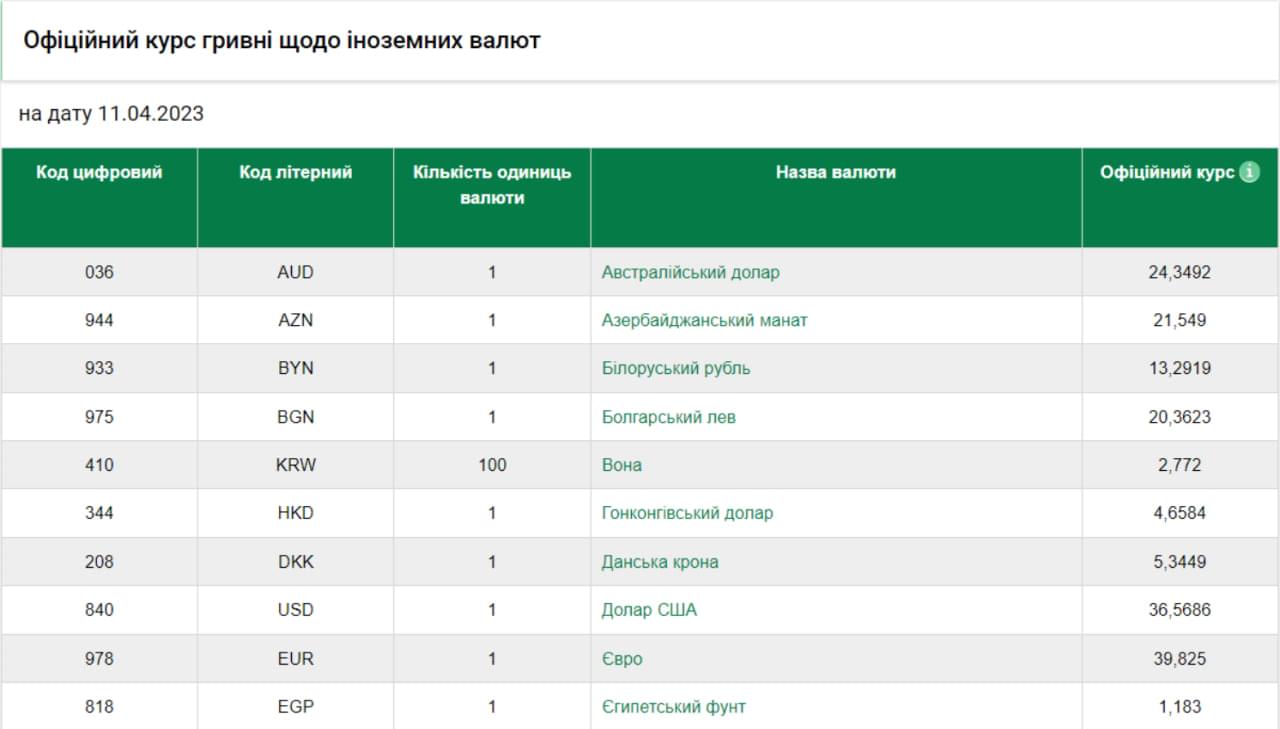 Офіційний курс гривні щодо іноземних валют
на дату 11.04.2023
Код цифровий Код літерний Кількість одиниць валюти Назва валюти Офіційний курс i
036 AUD 1 Австралійський долар 24,3492
944 AZN 1 Азербайджанський манат 21,549
933 BYN 1 Білоруський рубль 13,2919
975 BGN 1 Болгарський лев 20,3623
410 KRW 100 Вона 2,772
344 HKD 1 Гонконгівський долар 4,6584
208 DKK 1 Данська крона 5,3449
840 USD 1 Долар США 36,5686
978 EUR 1 Євро 39,825
818 EGP 1 Єгипетський фунт 1,183